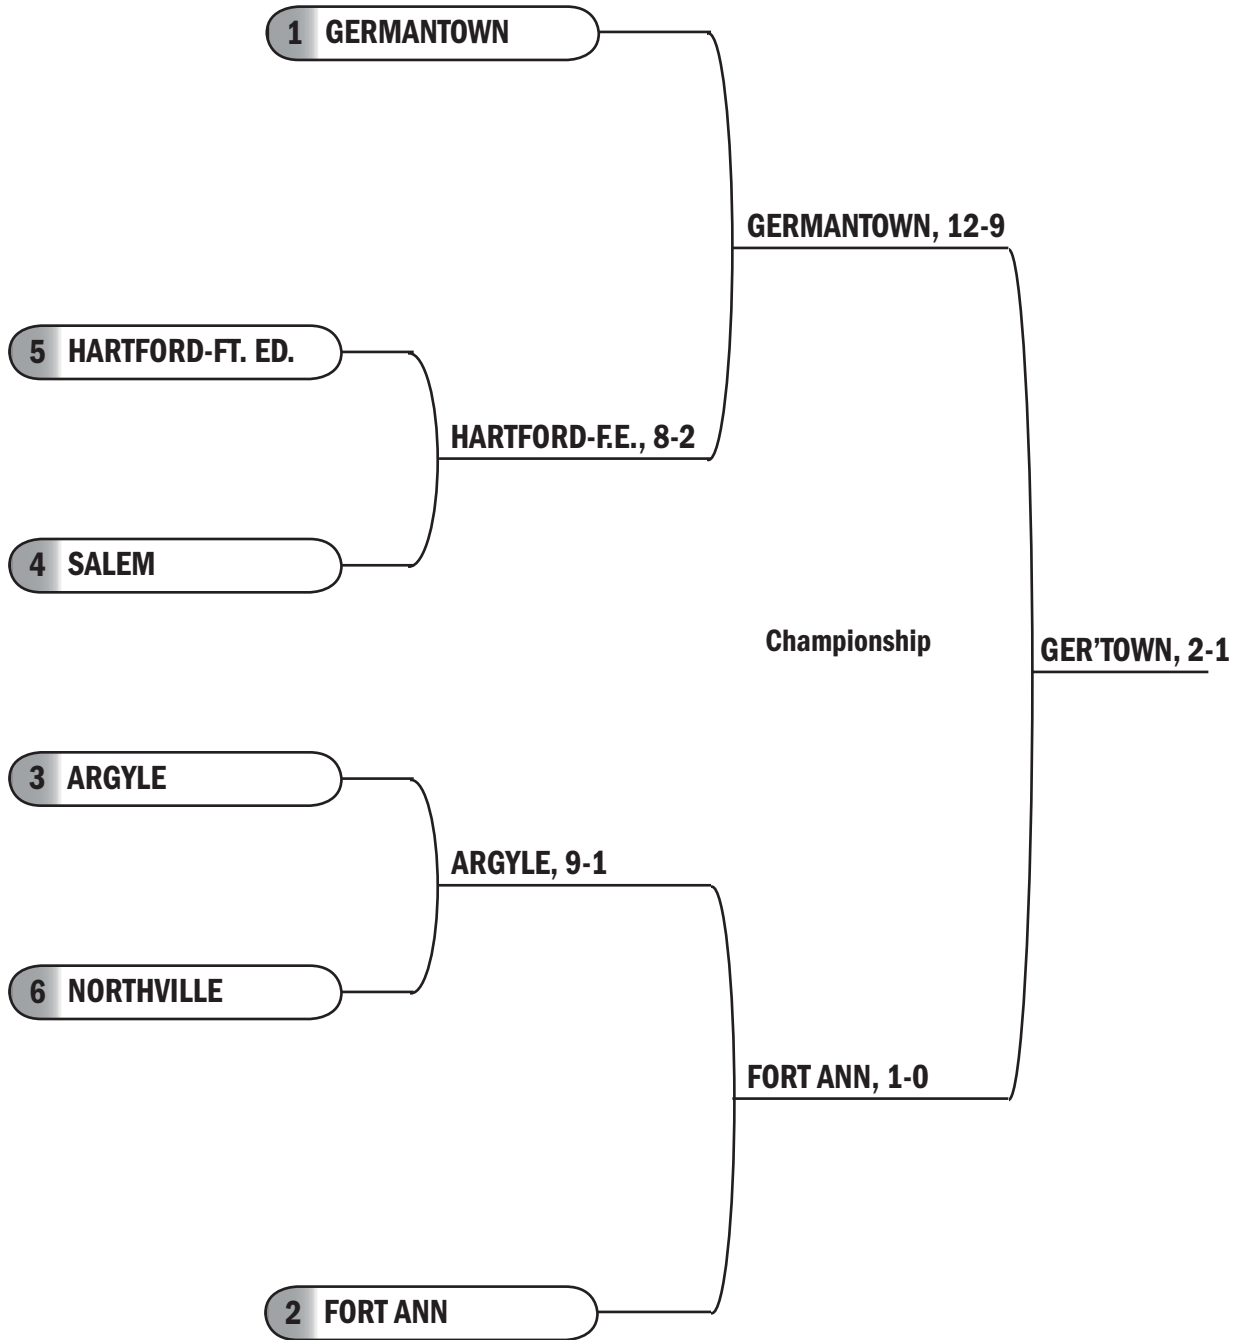 1 GERMANTOWN
GERMANTOWN, 12-9
5 HARTFORD-FT. ED.
HARTFORD-F.E., 8-2
4 SALEM
Championship
GER’TOWN, 2-1
3 ARGYLE
ARGYLE, 9-1
6 NORTHVILLE
FORT ANN, 1-0
2 FORT ANN